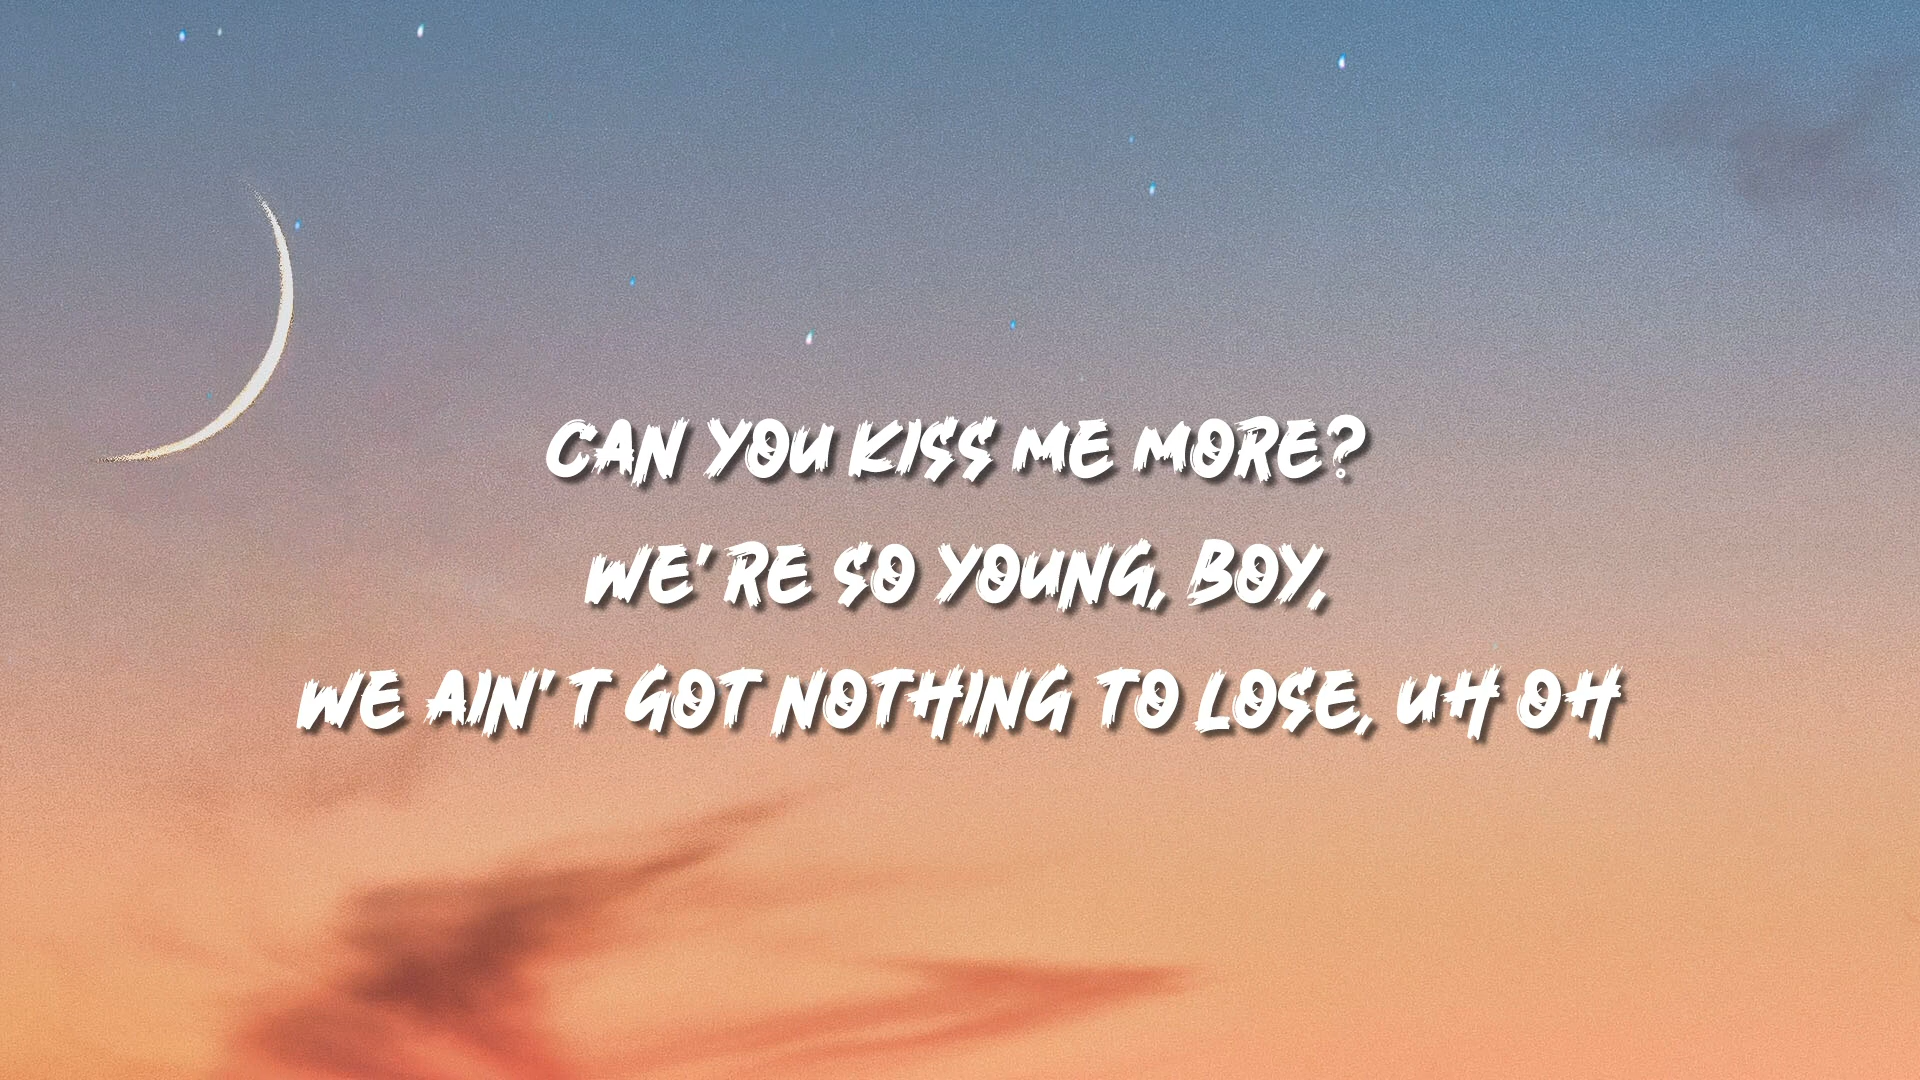 CAN YOU KISS ME MORE?
WE'RE SO YOUNG, BOY,
WE AIN'T GOT NOTHING TO LOSE, UH OH